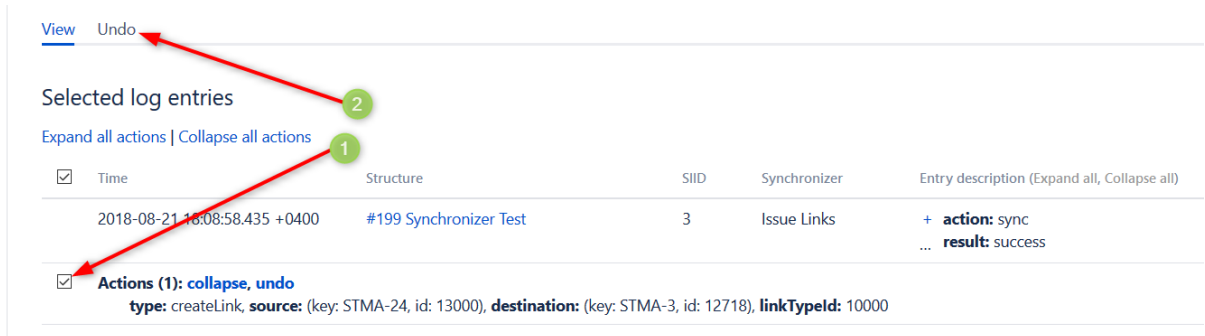 View Undo
2
Selected log entries
Expand all actions | Collapse all actions
1
Time Structure SIID Synchronizer Entry description (Expand all, Collapse all)
2018-08-21 18:08:58.435 +0400 #199 Synchronizer Test 3 Issue Links + action: sync
... result: success
Actions (1): collapse, undo
type: createLink, source: (key: STMA-24, id: 13000), destination: (key: STMA-3, id: 12718), linkTypeId: 10000